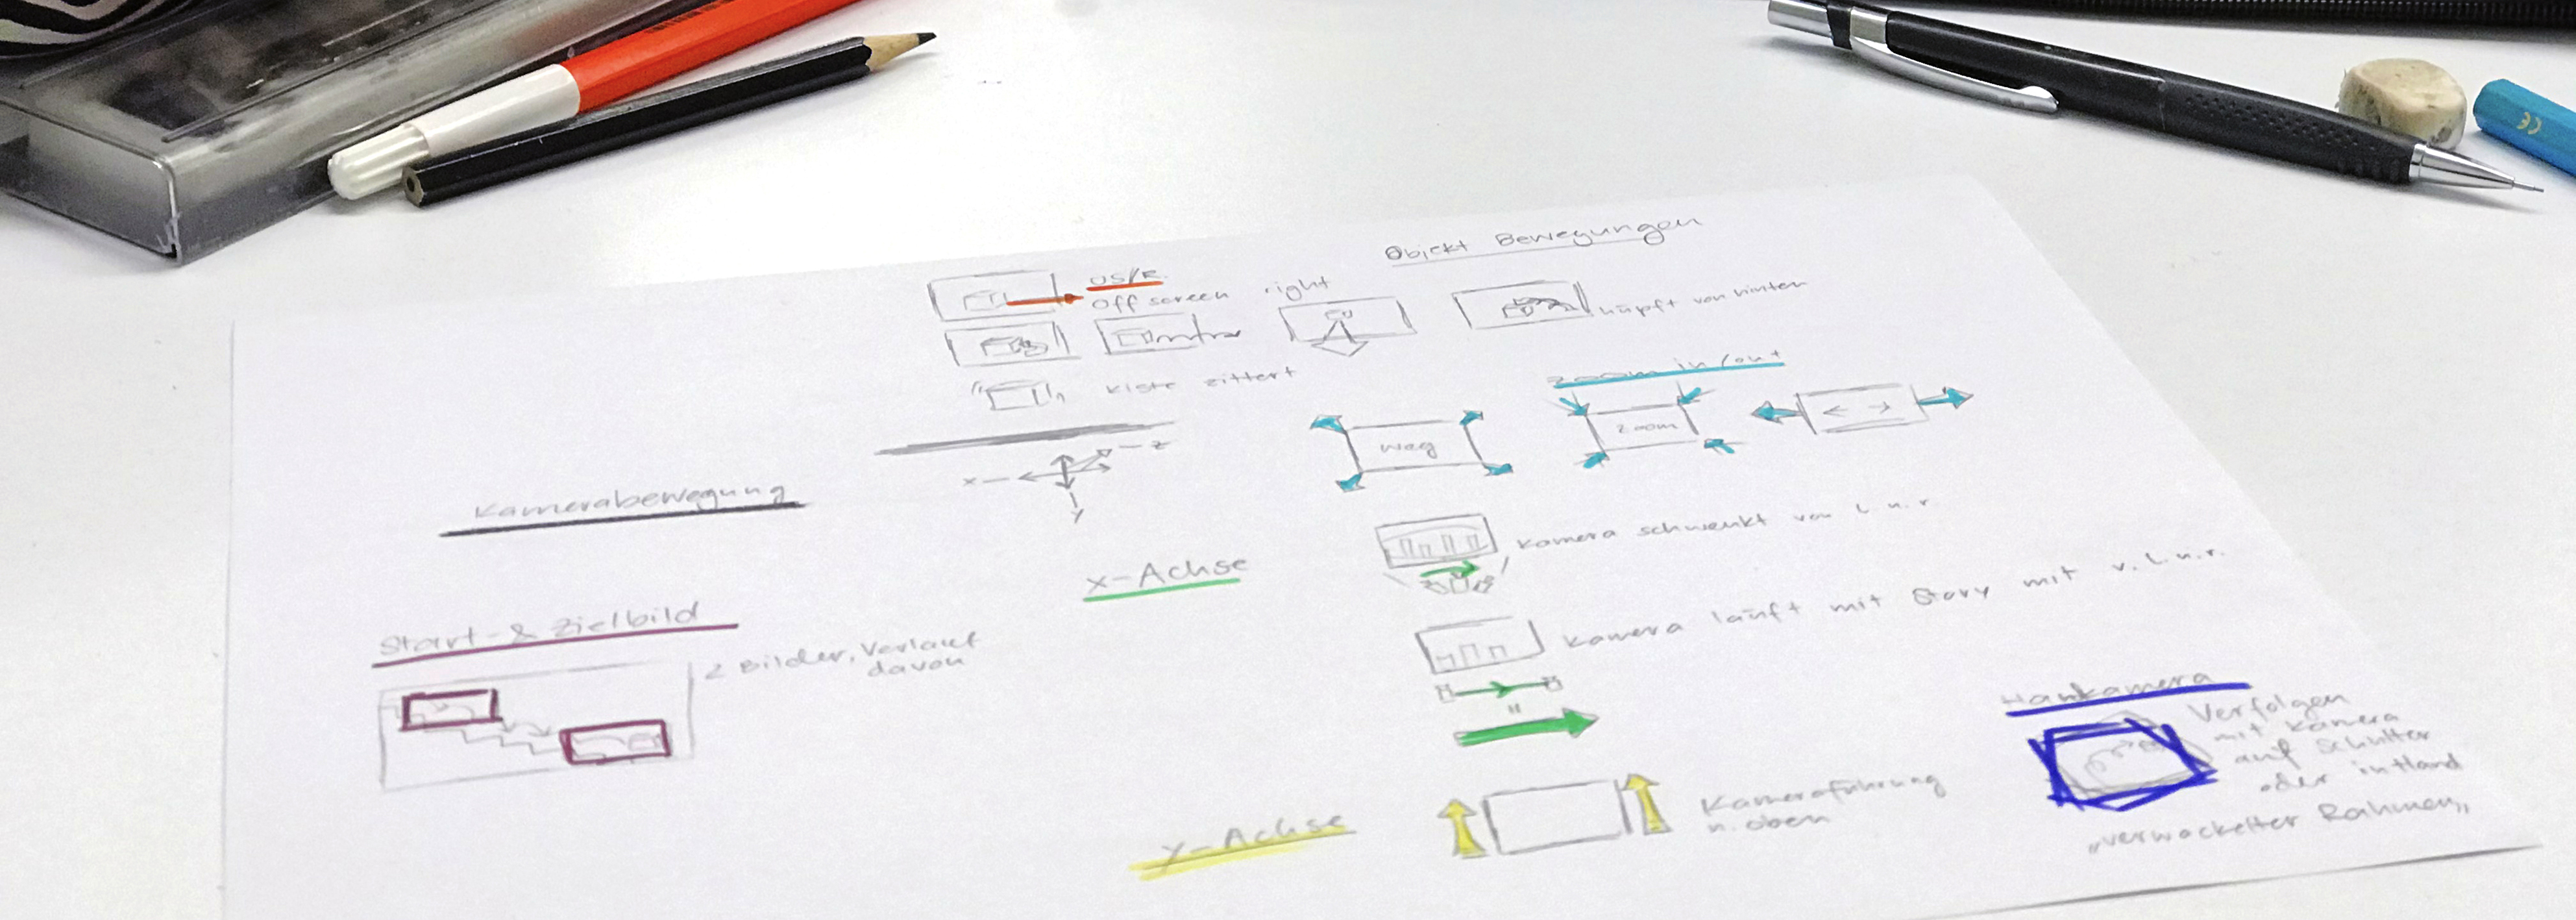 Objekt Bewegungen
OS/R.
Off screen right
hüpft von hinten
Kiste zittert
zoom in/out
weg
zoom
x
z
y
Kamerabewegung
x-Achse
Kamera schwenkt von l.n.r.
Kamera läuft mit Story mit v.l.n.r.
"
Start- & Zielbild
2 Bilder, Verlauf
davon
y-Achse
Kameraführung
n. oben
Hankamera
Verfolgen
mit Kamera
auf Schulter
oder in Hand
„verwackelter Rahmen„